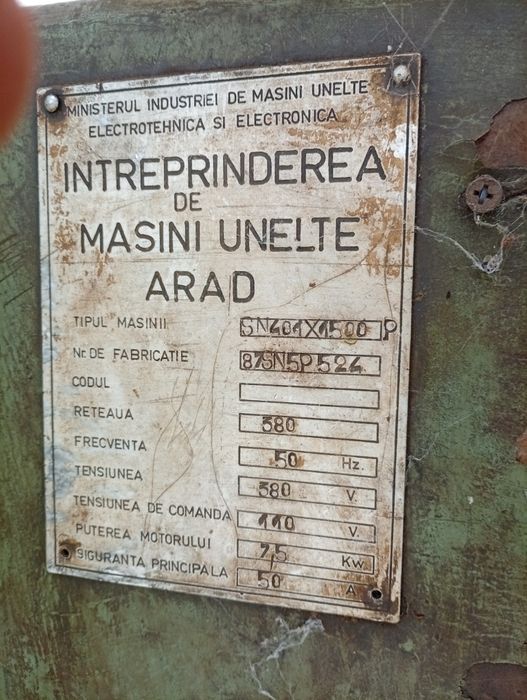 MINISTERUL INDUSTRIEI DE MASINI UNELTE
ELECTROTEHNICA SI ELECTRONICA
INTREPRINDEREA
DE
MASINI UNELTE
ARAD
TIPUL MASINII SN401X1500 P
Nr. DE FABRICATIE 87SN5P524
CODUL
RETEAUA 380
FRECVENTA 50 Hz.
TENSIUNEA 380 V.
TENSIUNEA DE COMANDA 110 V.
PUTEREA MOTORULUI 7,5 Kw
SIGURANTA PRINCIPALA 50 A